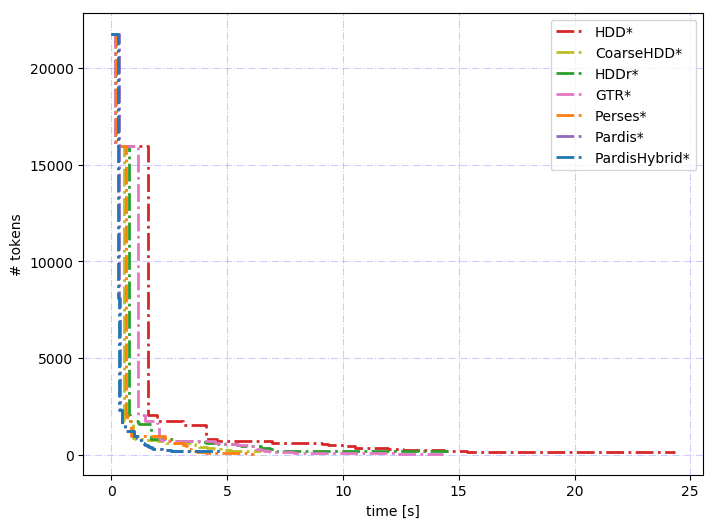 HDD*
CoarseHDD*
HDDr*
GTR*
Perses*
Pardis*
PardisHybrid*
# tokens
20000
15000
10000
5000
0
0 5 10 15 20 25
time [s]